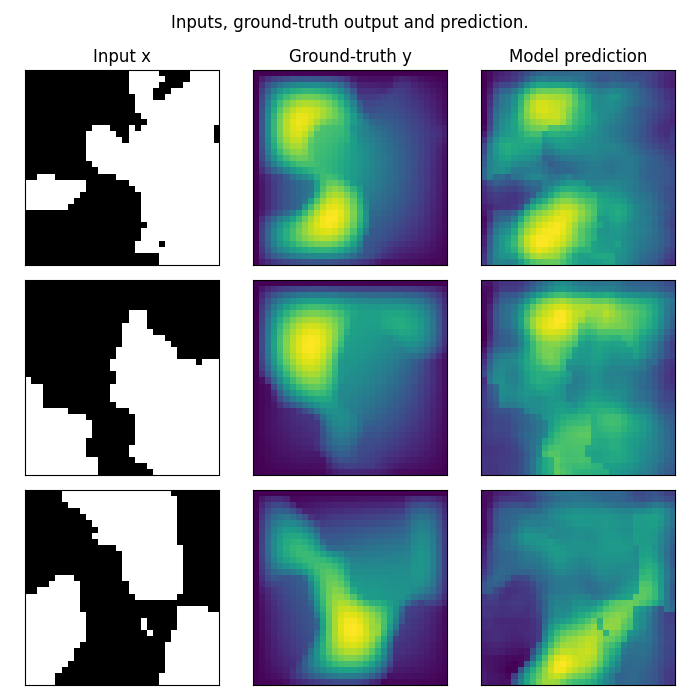 Inputs, ground-truth output and prediction.
Input x
Ground-truth y
Model prediction